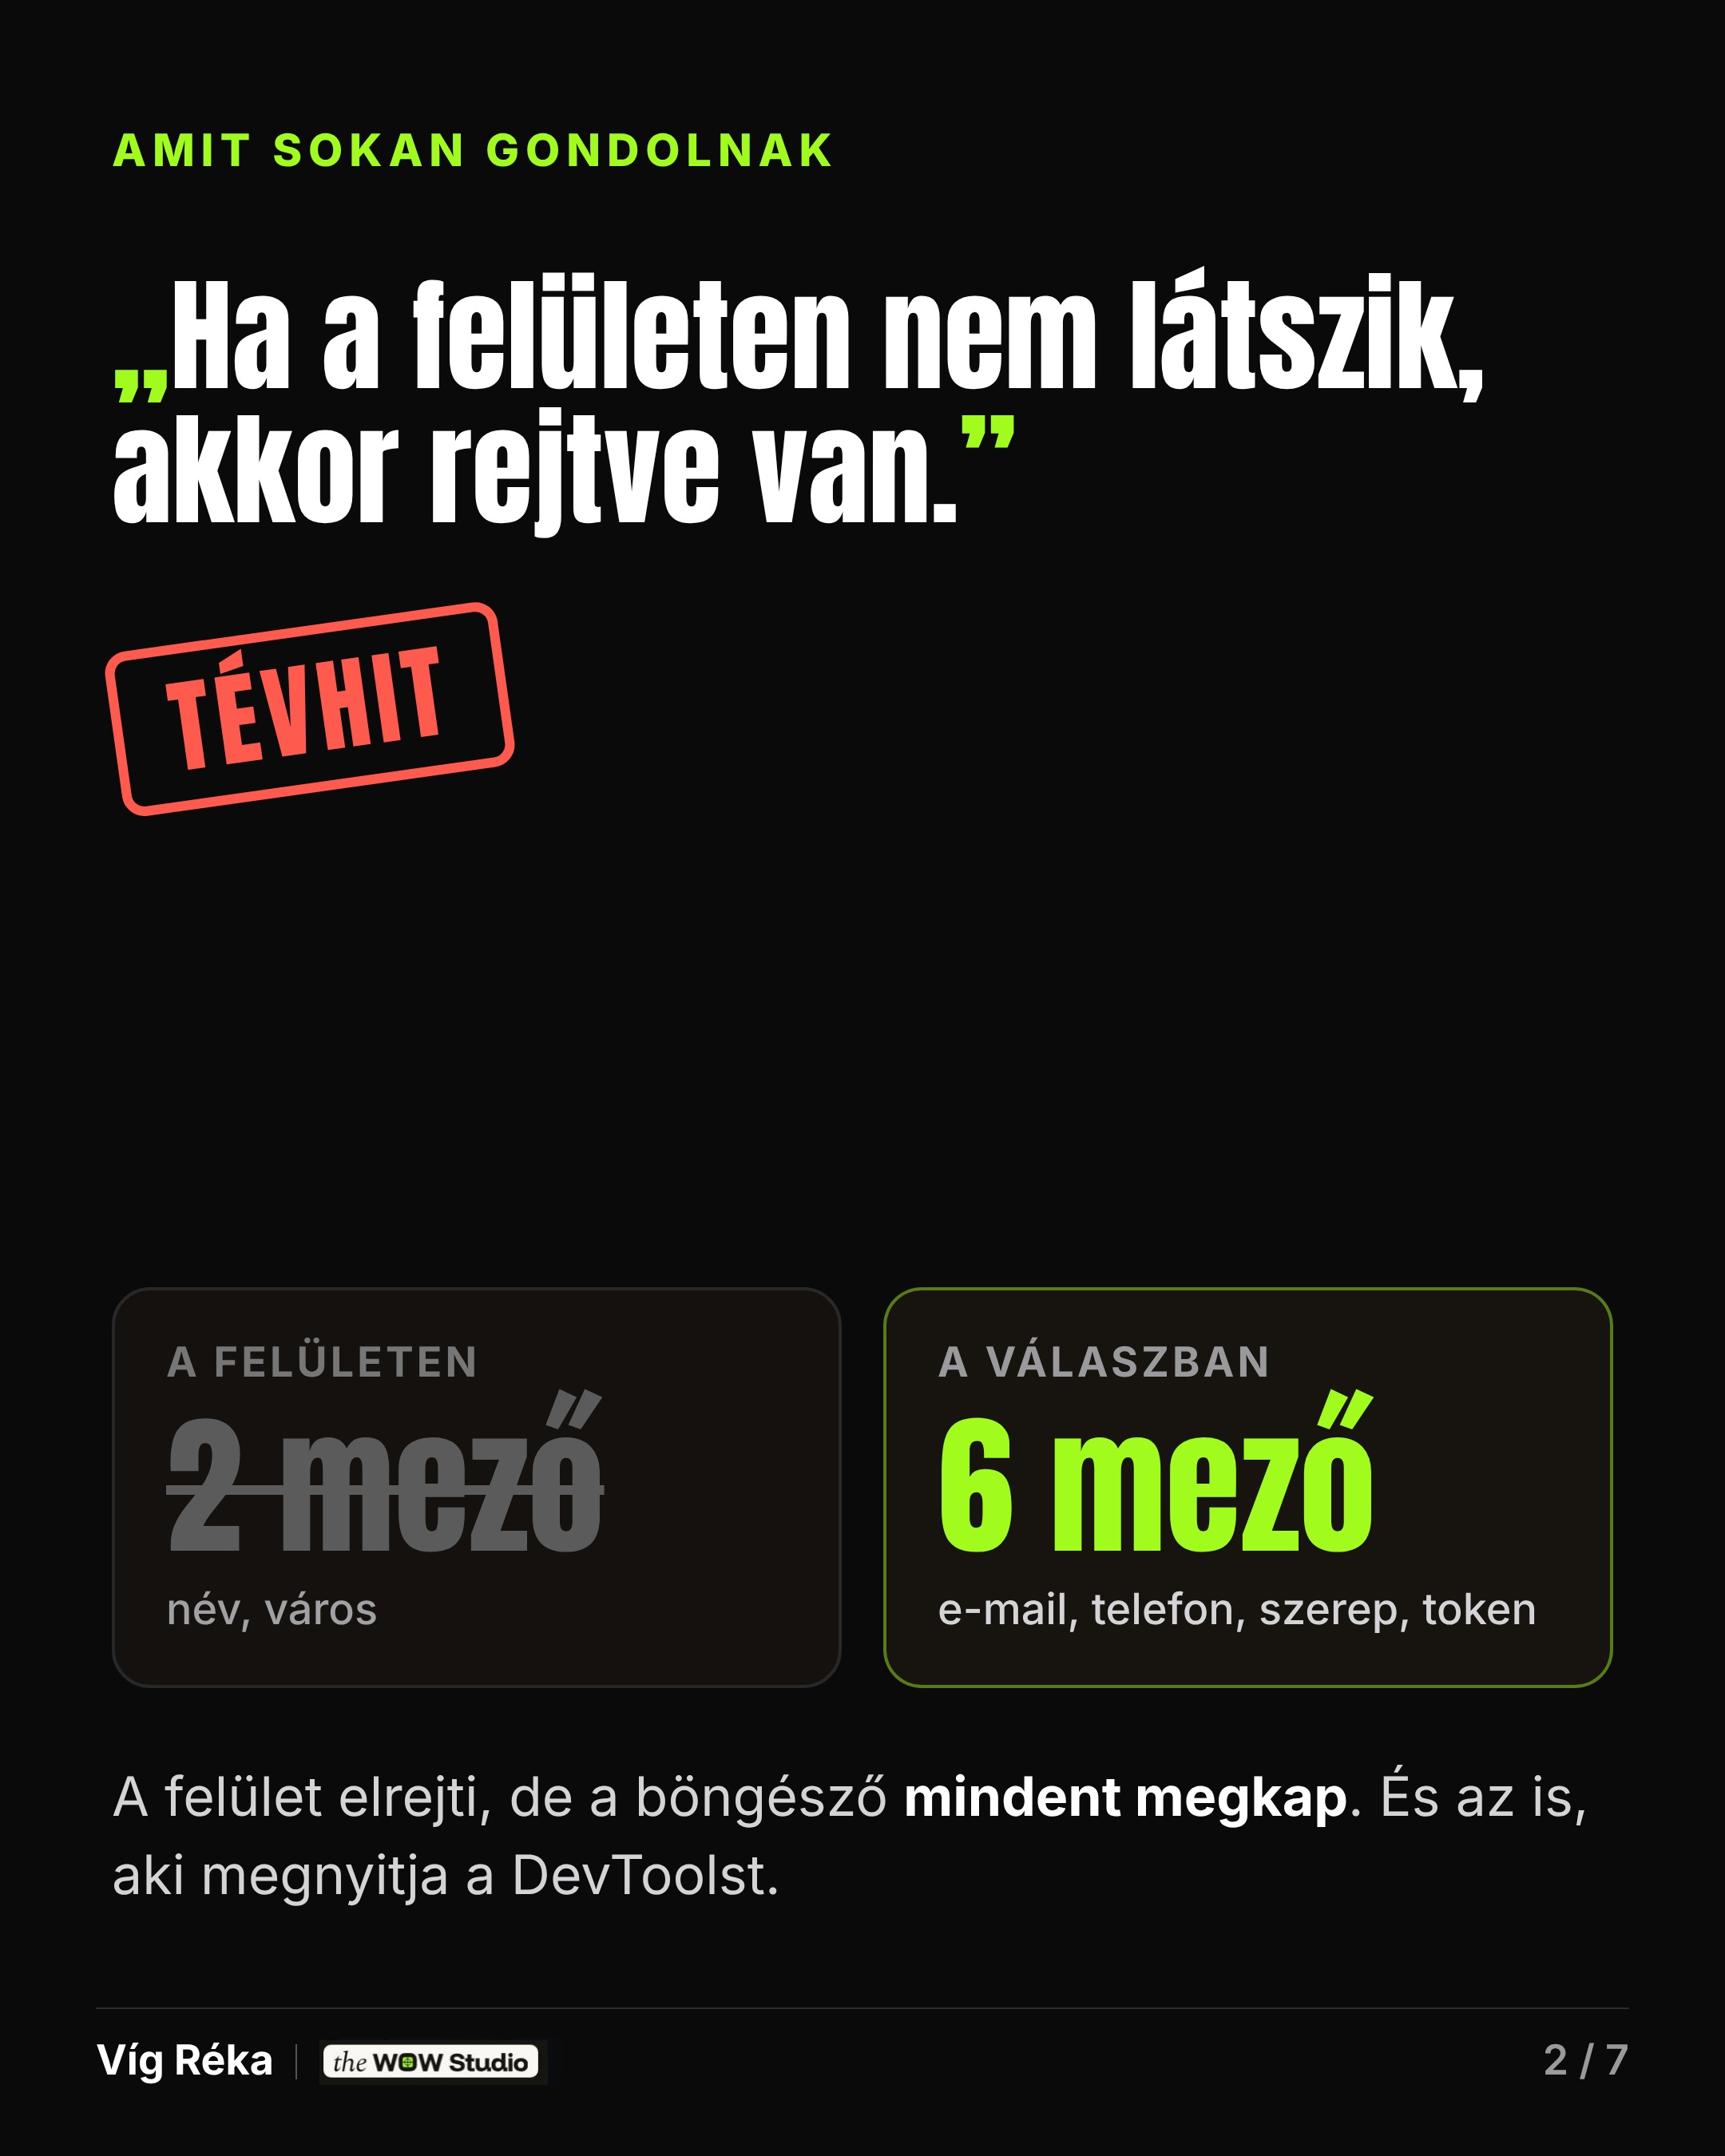 AMIT SOKAN GONDOLNAK
„Ha a felületen nem látszik,
akkor rejtve van.”
TÉVHIT
A FELÜLETEN
2 mező
név, város
A VÁLASZBAN
6 mező
e-mail, telefon, szerep, token
A felület elrejti, de a böngésző mindent megkap. És az is,
aki megnyitja a DevToolst.
Víg Réka
the WOW Studio
2 / 7